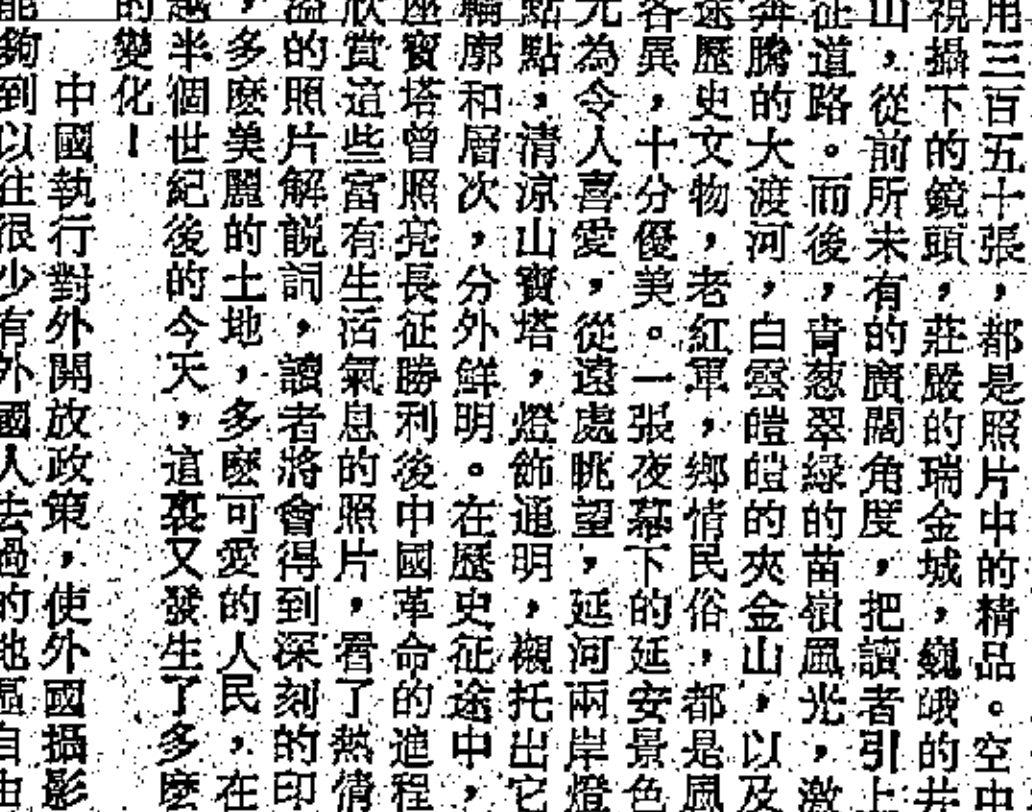 用三百五十張,都是照片中的精品。空中
視攝下的鏡頭,莊嚴的瑞金城,巍峨的井
山,從前所未有的廣闊角度,把讀者引上
征道路。而後,青葱翠綠的苗嶺風光,激
奔騰的大渡河,白雲皚皚的夾金山,以及
途歷史文物,老紅軍,鄉情民俗,都是風
各異,十分優美。一張夜幕下的延安景色
尤為令人喜愛,從遠處眺望,延河兩岸燈
點點,清涼山寶塔,燈飾通明,襯托出它
輪廓和層次,分外鮮明。在歷史征途中,
座寶塔曾照亮長征勝利後中國革命的進程
欣賞這些富有生活氣息的照片,看了熱情
溢的照片解說詞,讀者將會得到深刻的印
,多麽美麗的土地,多麽可愛的人民,在
越半個世紀後的今天,這裏又發生了多麽
的變化!
中國執行對外開放政策,使外國攝影
能夠到以往很少有外國人去過的地區自由